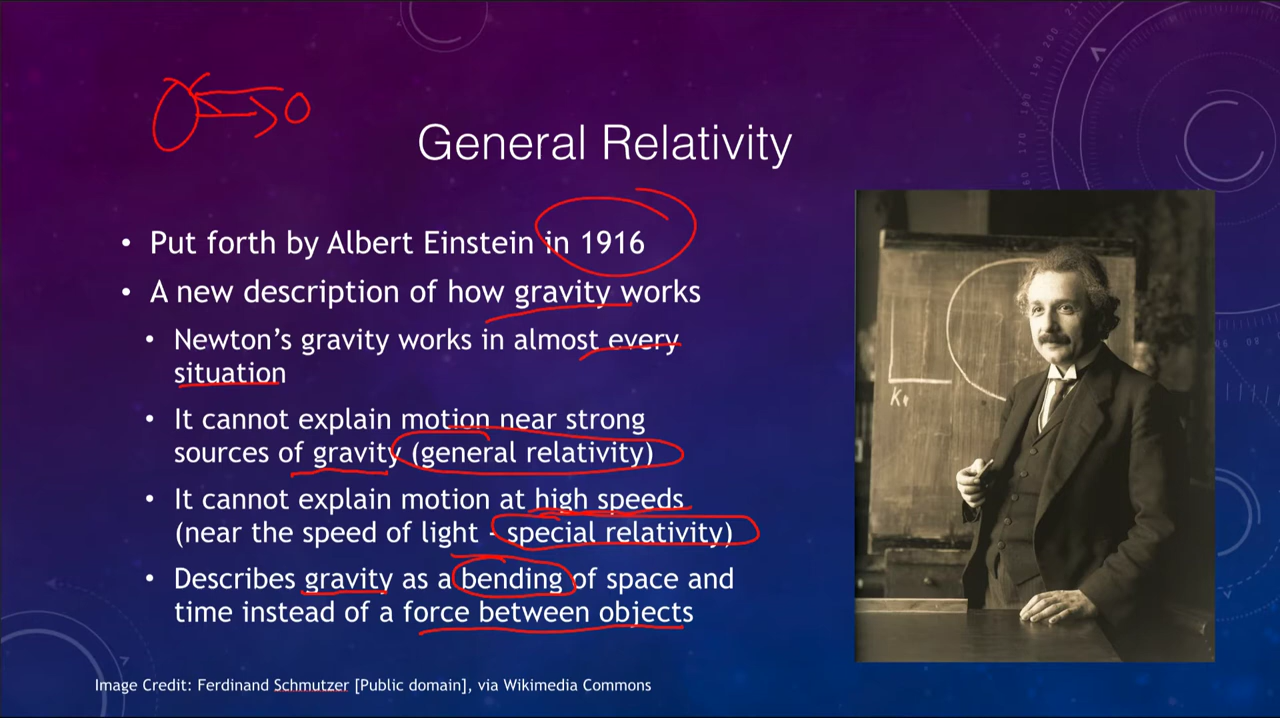 General Relativity
• Put forth by Albert Einstein in 1916
• A new description of how gravity works
• Newton's gravity works in almost every
situation
• It cannot explain motion near strong
sources of gravity (general relativity)
• It cannot explain motion at high speeds
(near the speed of light - special relativity)
• Describes gravity as a bending of space and
time instead of a force between objects
Image Credit: Ferdinand Schmutzer [Public domain], via Wikimedia Commons